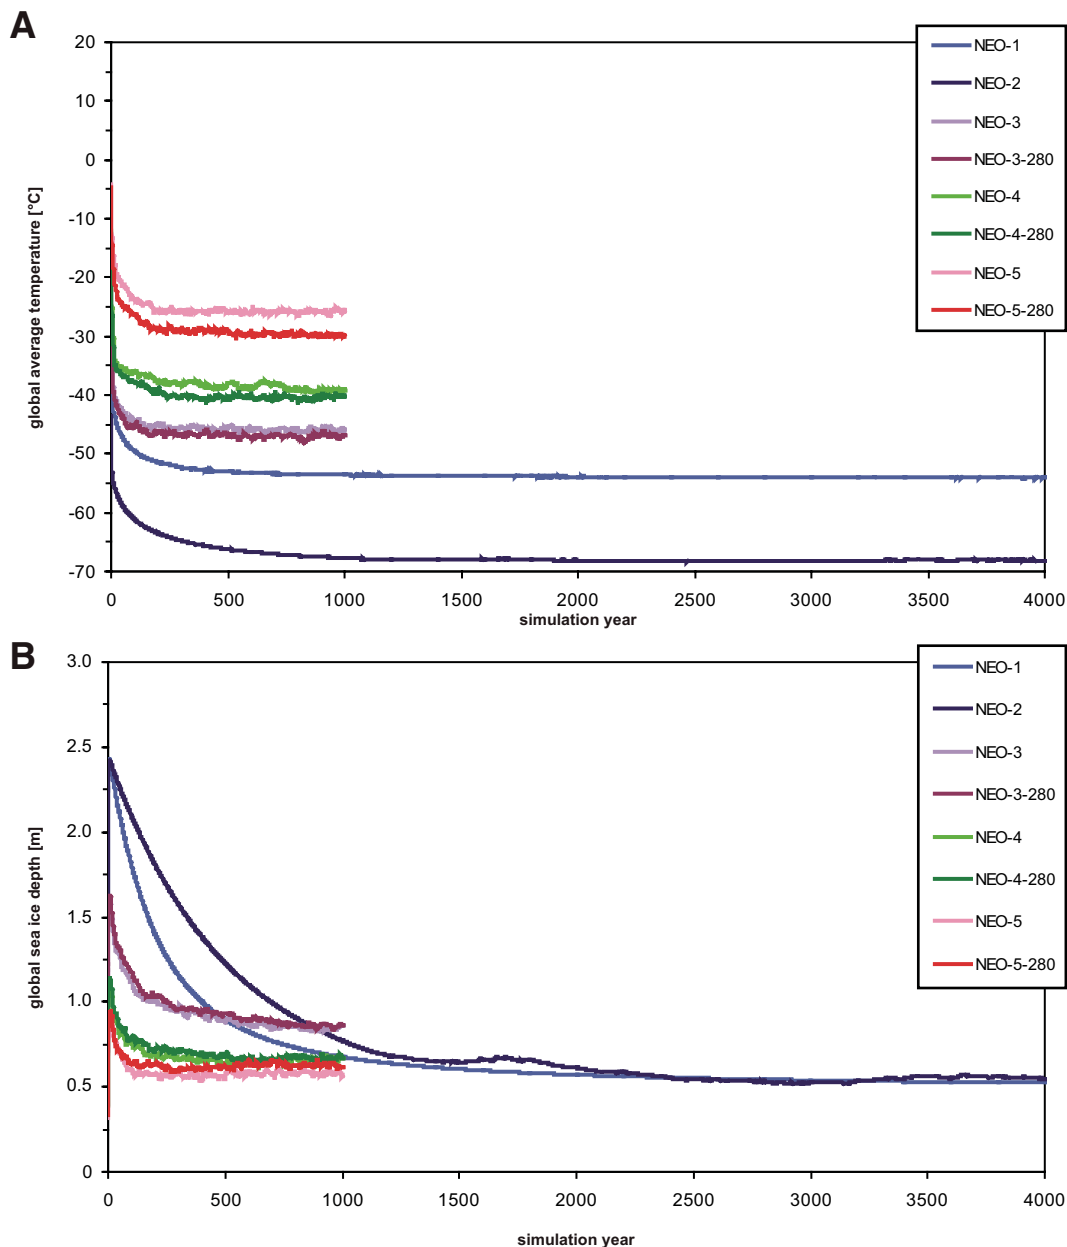 A
20
10
0
-10
-20
-30
-40
-50
-60
-70
global average temperature [°C]
0 500 1000 1500 2000 2500 3000 3500 4000
simulation year
NEO-1
NEO-2
NEO-3
NEO-3-280
NEO-4
NEO-4-280
NEO-5
NEO-5-280
B
3.0
2.5
2.0
1.5
1.0
0.5
0
global sea ice depth [m]
0 500 1000 1500 2000 2500 3000 3500 4000
simulation year
NEO-1
NEO-2
NEO-3
NEO-3-280
NEO-4
NEO-4-280
NEO-5
NEO-5-280